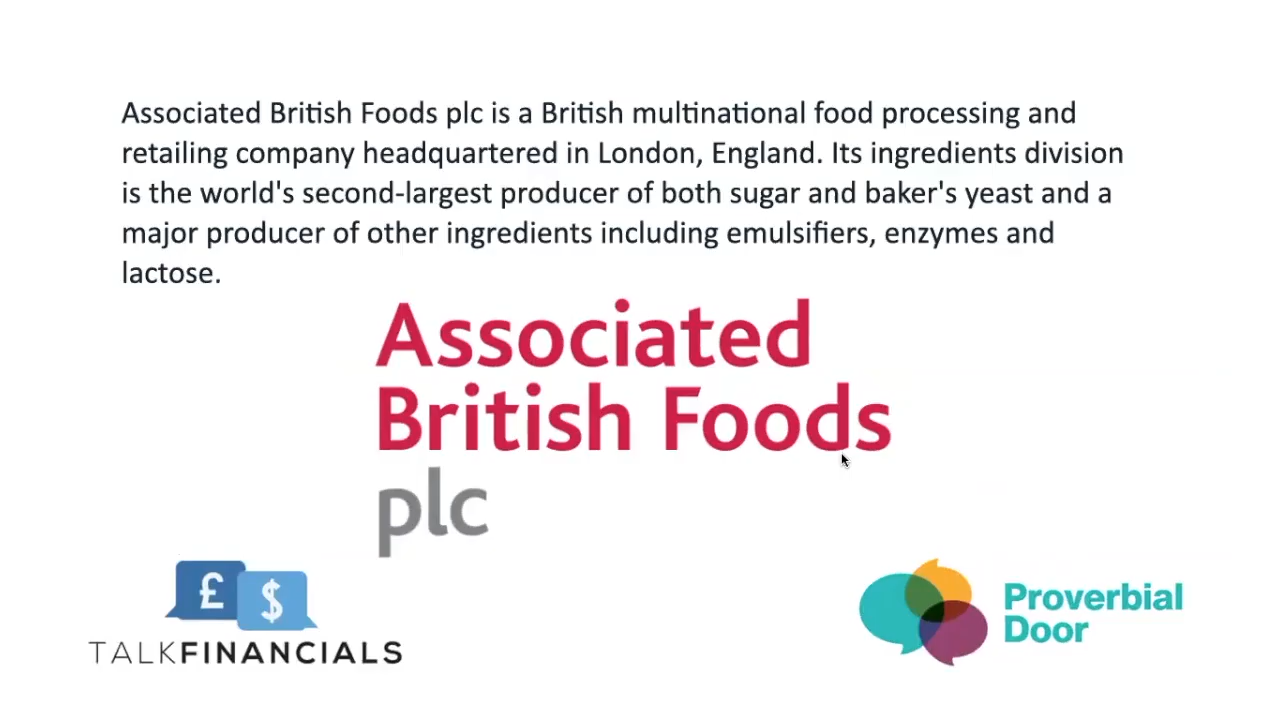 Associated British Foods plc is a British multinational food processing and
retailing company headquartered in London, England. Its ingredients division
is the world's second-largest producer of both sugar and baker's yeast and a
major producer of other ingredients including emulsifiers, enzymes and
lactose.
Associated
British Foods
plc
£ $
TALKFINANCIALS
Proverbial
Door